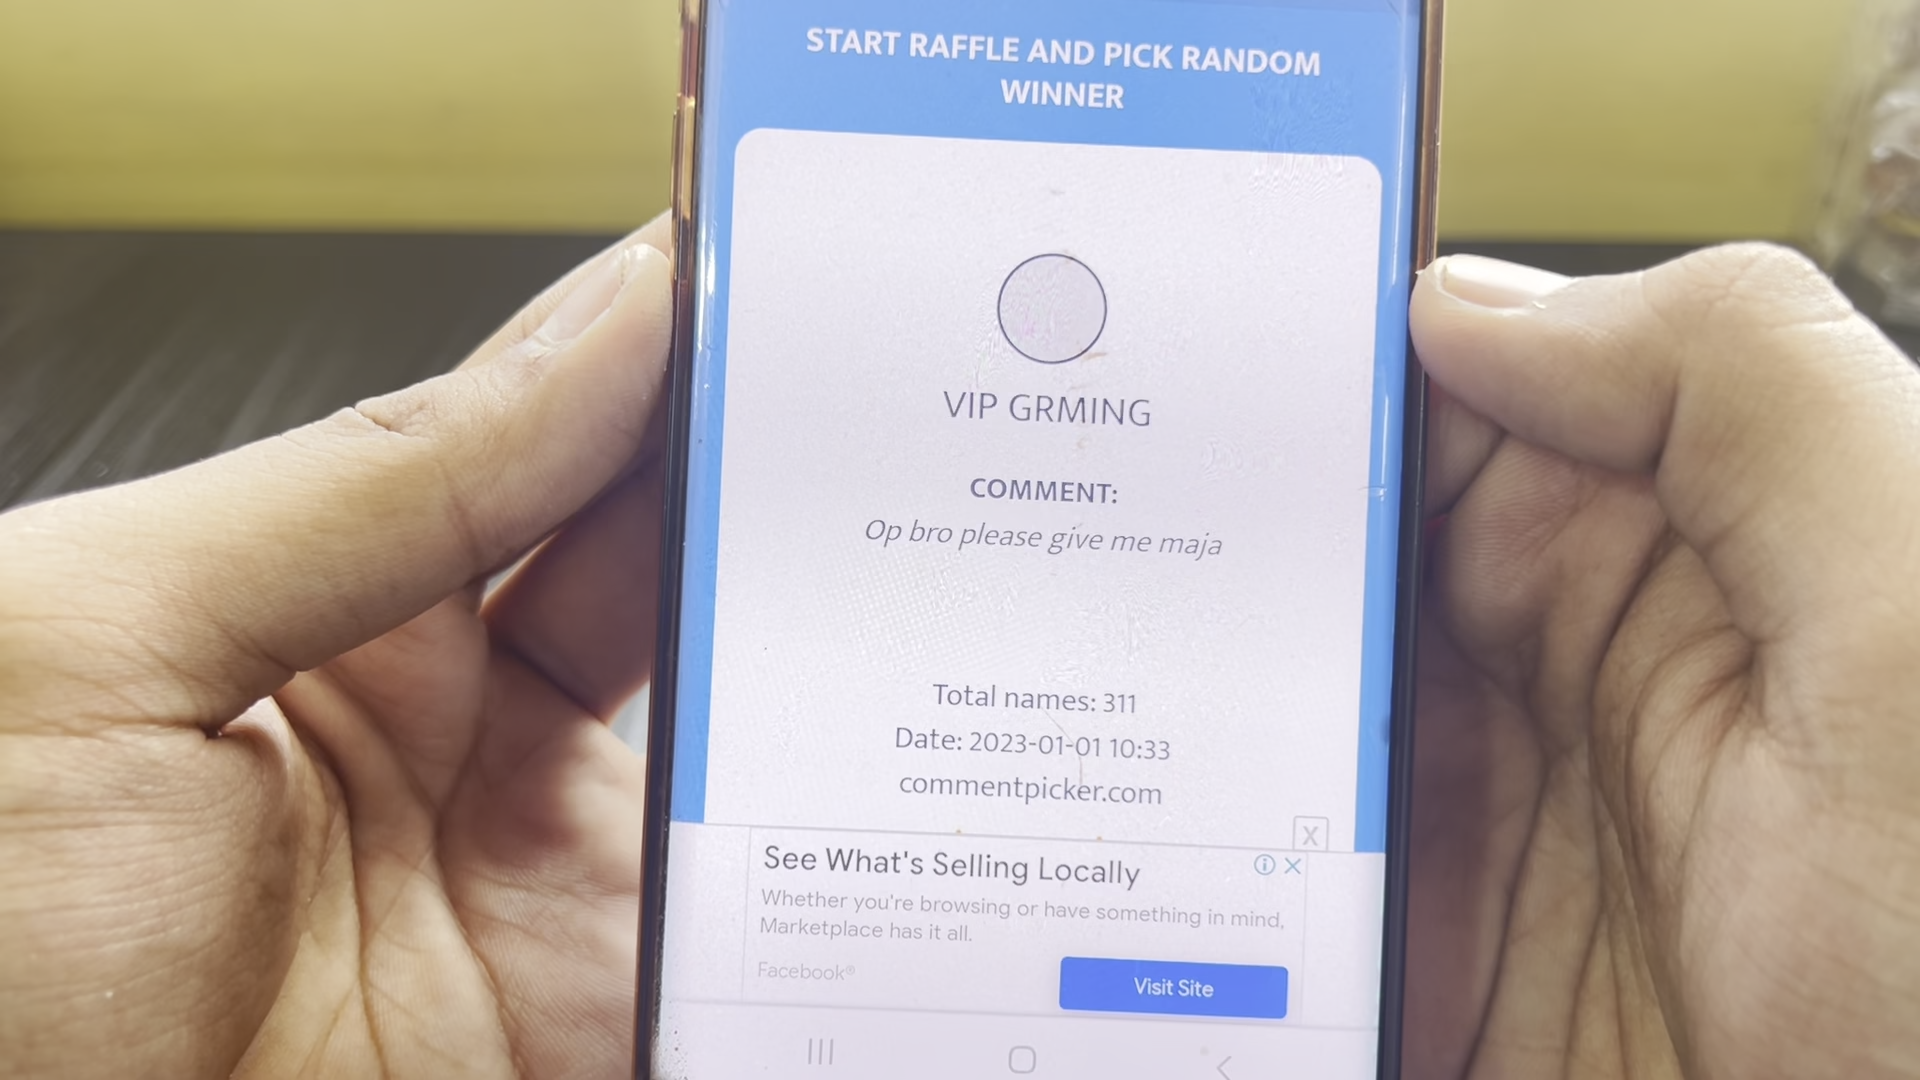 START RAFFLE AND PICK RANDOM
WINNER
VIP GRMING
COMMENT:
Op bro please give me maja
Total names: 311
Date: 2023-01-01 10:33
commentpicker.com
X
See What's Selling Locally
Whether you're browsing or have something in mind,
Marketplace has it all.
Facebook®
Visit Site